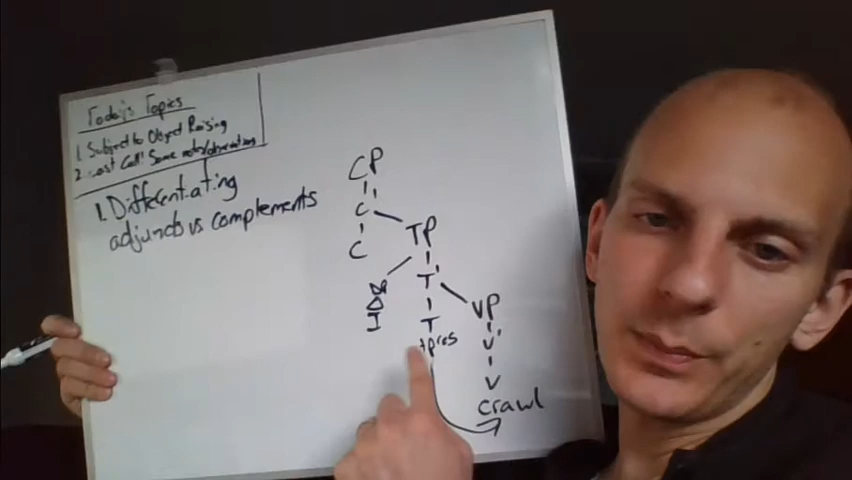 Today's Topics
1. Subject to Object Raising
2. Last Call! Some notes/observations
1. Differentiating
adjuncts vs complements
CP
C'
C
TP
DP
I
T'
T
+pres
VP
V'
V
crawl